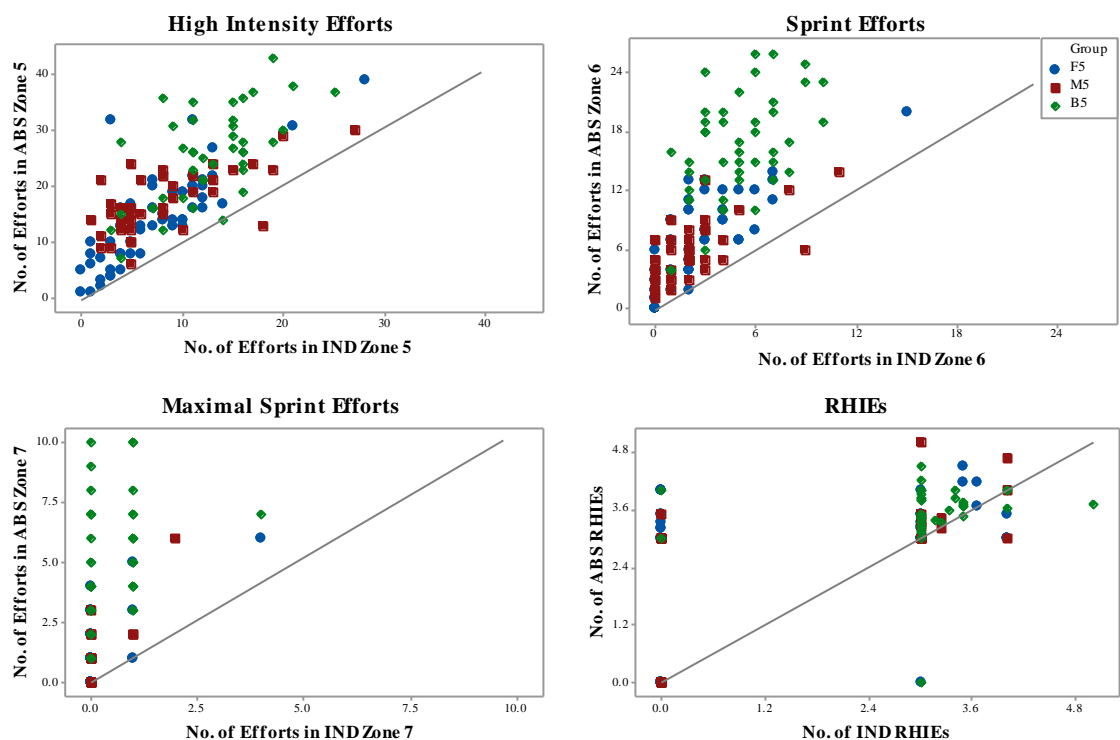 High Intensity Efforts
No. of Efforts in ABS Zone 5
40
30
20
10
0
0 10 20 30 40
No. of Efforts in IND Zone 5
Sprint Efforts
No. of Efforts in ABS Zone 6
24
18
12
6
0
0 6 12 18 24
No. of Efforts in IND Zone 6
Group
F5
M5
B5
Maximal Sprint Efforts
No. of Efforts in ABS Zone 7
10.0
7.5
5.0
2.5
0.0
0.0 2.5 5.0 7.5 10.0
No. of Efforts in IND Zone 7
RHIEs
No. of ABS RHIEs
4.8
3.6
2.4
1.2
0.0
0.0 1.2 2.4 3.6 4.8
No. of IND RHIEs